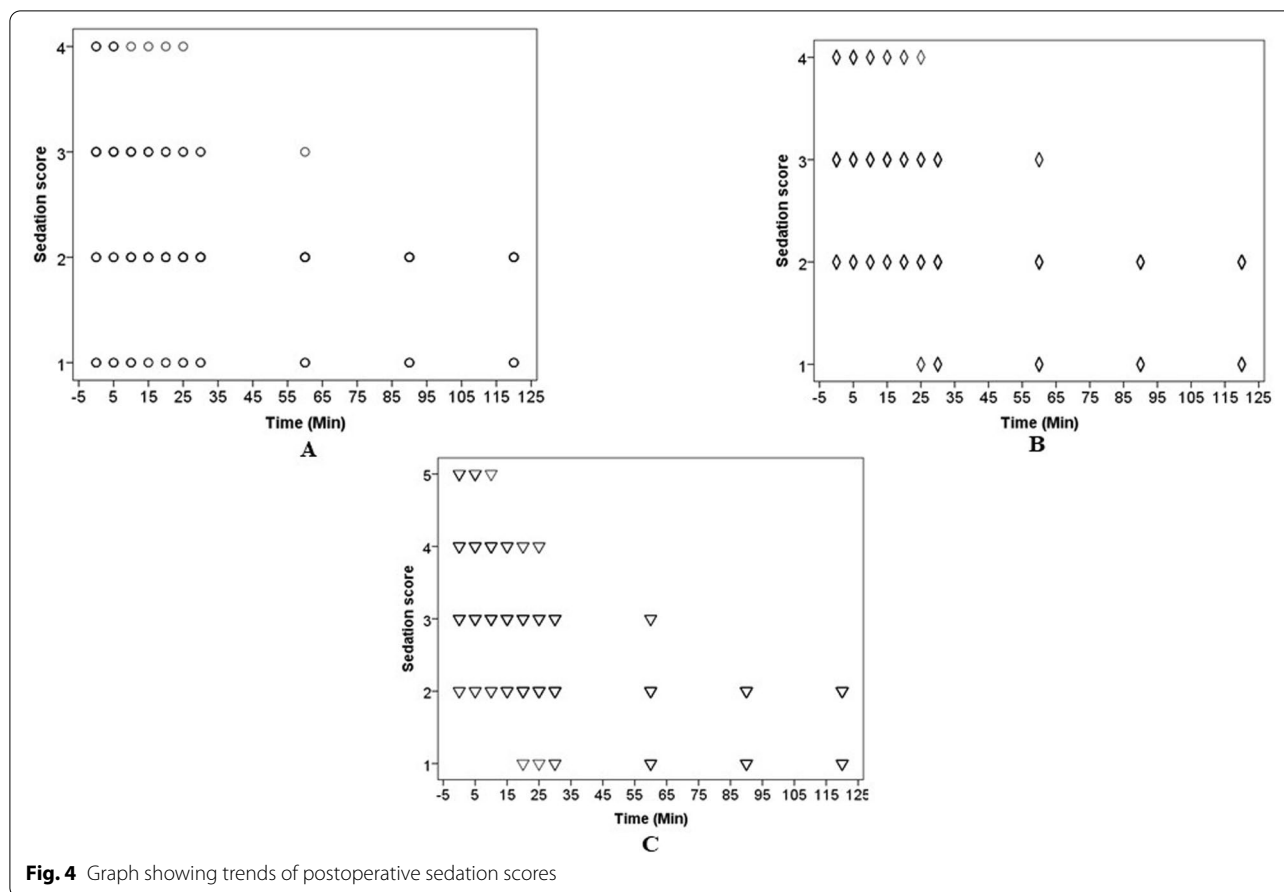 4
3
2
1
Sedation score
-5 5 15 25 35 45 55 65 75 85 95 105 115 125
Time (Min)
A
4
3
2
1
Sedation score
-5 5 15 25 35 45 55 65 75 85 95 105 115 125
Time (Min)
B
5
4
3
2
1
Sedation score
-5 5 15 25 35 45 55 65 75 85 95 105 115 125
Time (Min)
C
Fig. 4 Graph showing trends of postoperative sedation scores